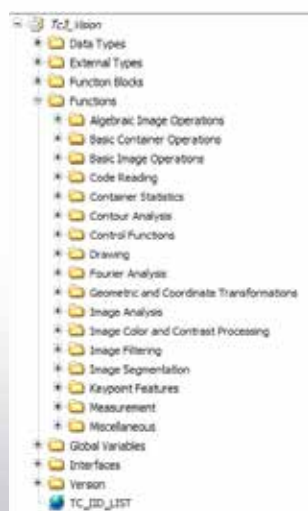 Tc3_Vision
Data Types
External Types
Function Blocks
Functions
Algebraic Image Operations
Basic Container Operations
Basic Image Operations
Code Reading
Container Statistics
Contour Analysis
Control Functions
Drawing
Fourier Analysis
Geometric and Coordinate Transformations
Image Analysis
Image Color and Contrast Processing
Image Filtering
Image Segmentation
Keypoint Features
Measurement
Miscellaneous
Global Variables
Interfaces
Version
TC_IID_LIST